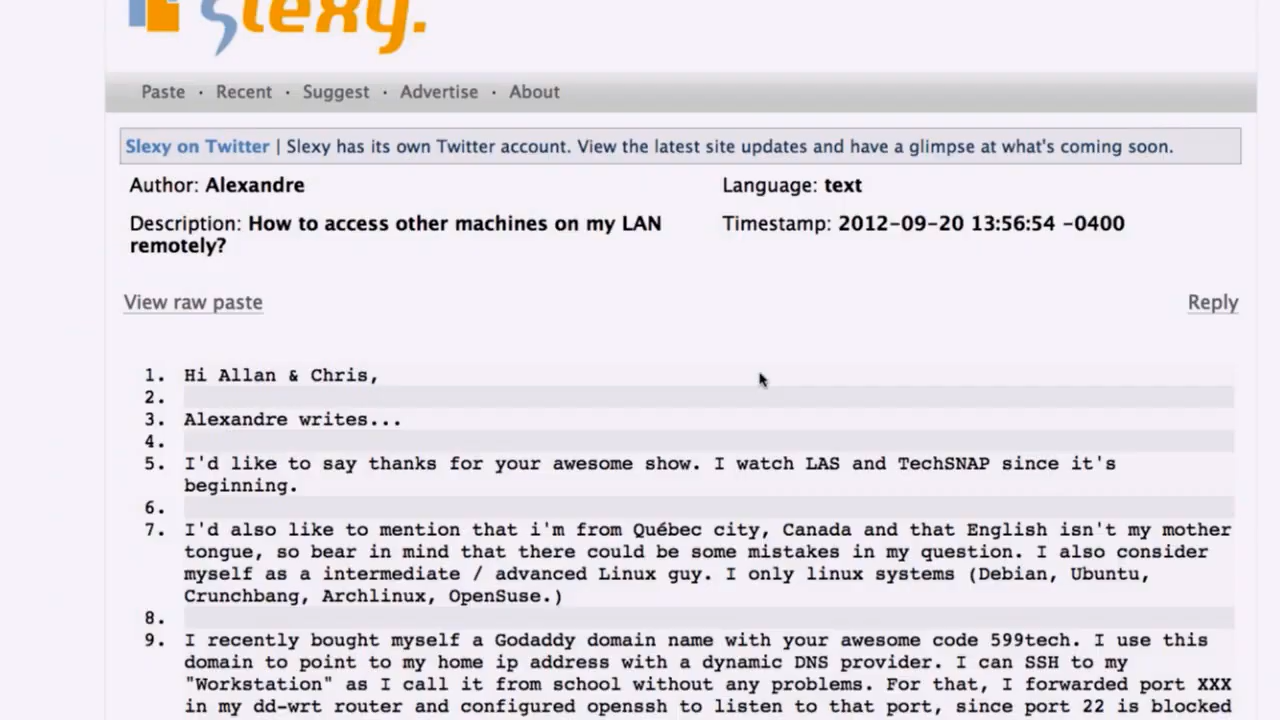 slexy.
Paste · Recent · Suggest · Advertise · About
Slexy on Twitter | Slexy has its own Twitter account. View the latest site updates and have a glimpse at what's coming soon.
Author: Alexandre Language: text
Description: How to access other machines on my LAN Timestamp: 2012-09-20 13:56:54 -0400
remotely?
View raw paste Reply
1. Hi Allan & Chris,
2.
3. Alexandre writes...
4.
5. I'd like to say thanks for your awesome show. I watch LAS and TechSNAP since it's
beginning.
6.
7. I'd also like to mention that i'm from Québec city, Canada and that English isn't my mother
tongue, so bear in mind that there could be some mistakes in my question. I also consider
myself as a intermediate / advanced Linux guy. I only linux systems (Debian, Ubuntu,
Crunchbang, Archlinux, OpenSuse.)
8.
9. I recently bought myself a Godaddy domain name with your awesome code 599tech. I use this
domain to point to my home ip address with a dynamic DNS provider. I can SSH to my
"Workstation" as I call it from school without any problems. For that, I forwarded port XXX
in my dd-wrt router and configured openssh to listen to that port, since port 22 is blocked